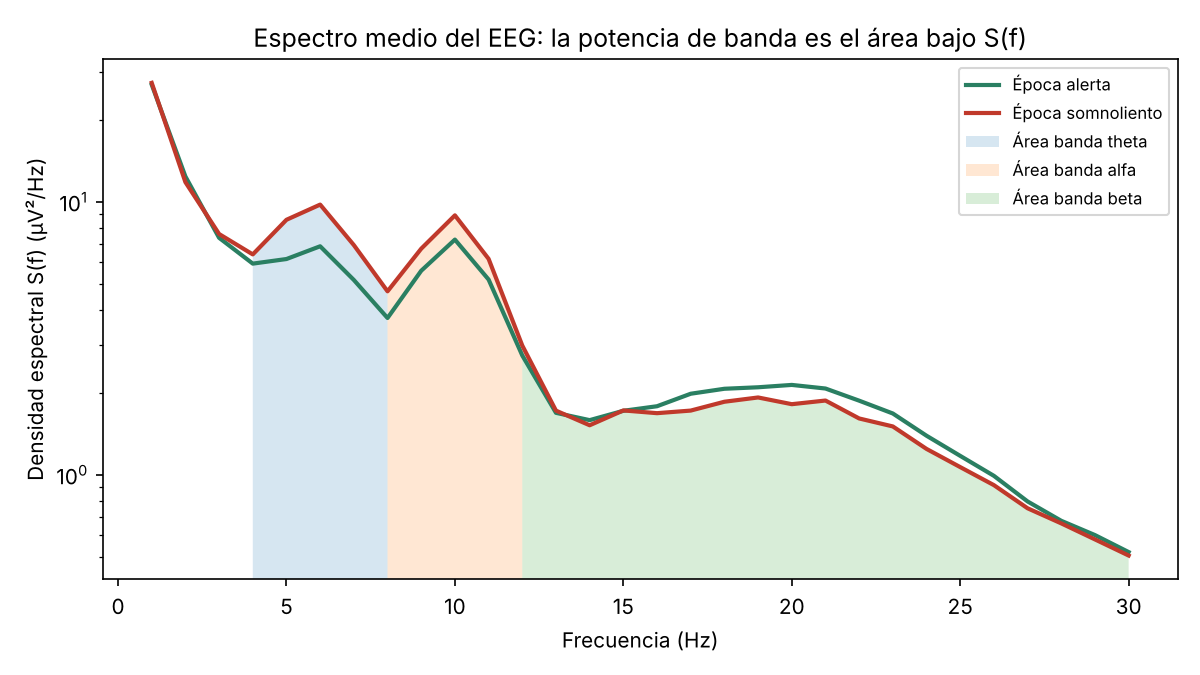 Espectro medio del EEG: la potencia de banda es el área bajo S(f)
Densidad espectral S(f) (µV²/Hz)
10¹
10⁰
Época alerta
Época somnoliento
Área banda theta
Área banda alfa
Área banda beta
0 5 10 15 20 25 30
Frecuencia (Hz)